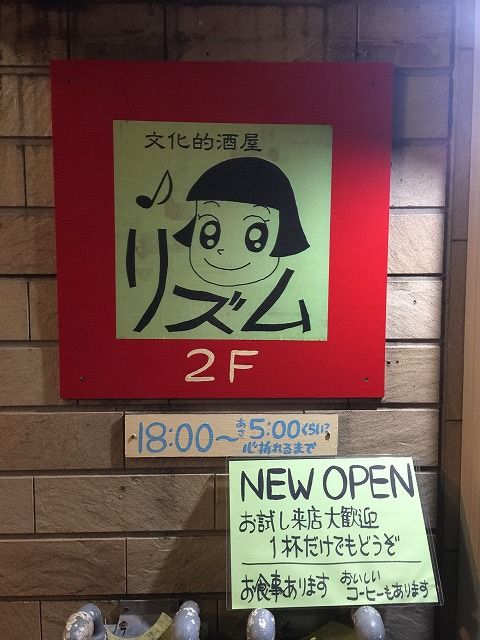 文化的酒屋
リズム
2F
18:00〜あさ5:00くらい?
心折れるまで
NEW OPEN
お試し来店大歓迎
1杯だけでもどうぞ
お食事あります おいしい
コーヒーもあります